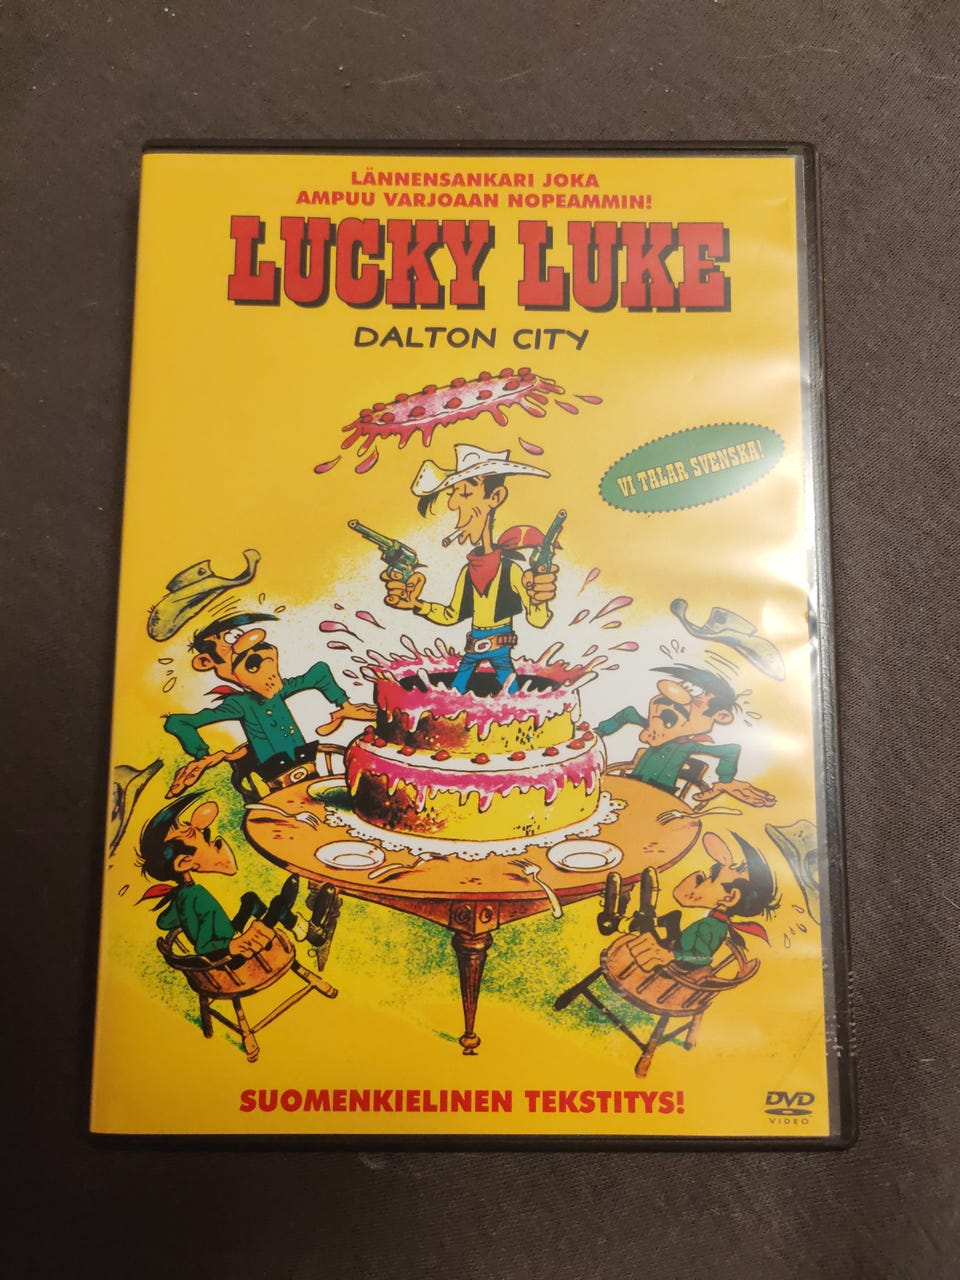 LÄNNENSANKARI JOKA
AMPUU VARJOAAN NOPEAMMIN!
LUCKY LUKE
DALTON CITY
VI TALAR SVENSKA!
SUOMENKIELINEN TEKSTITYS!
DVD
VIDEO